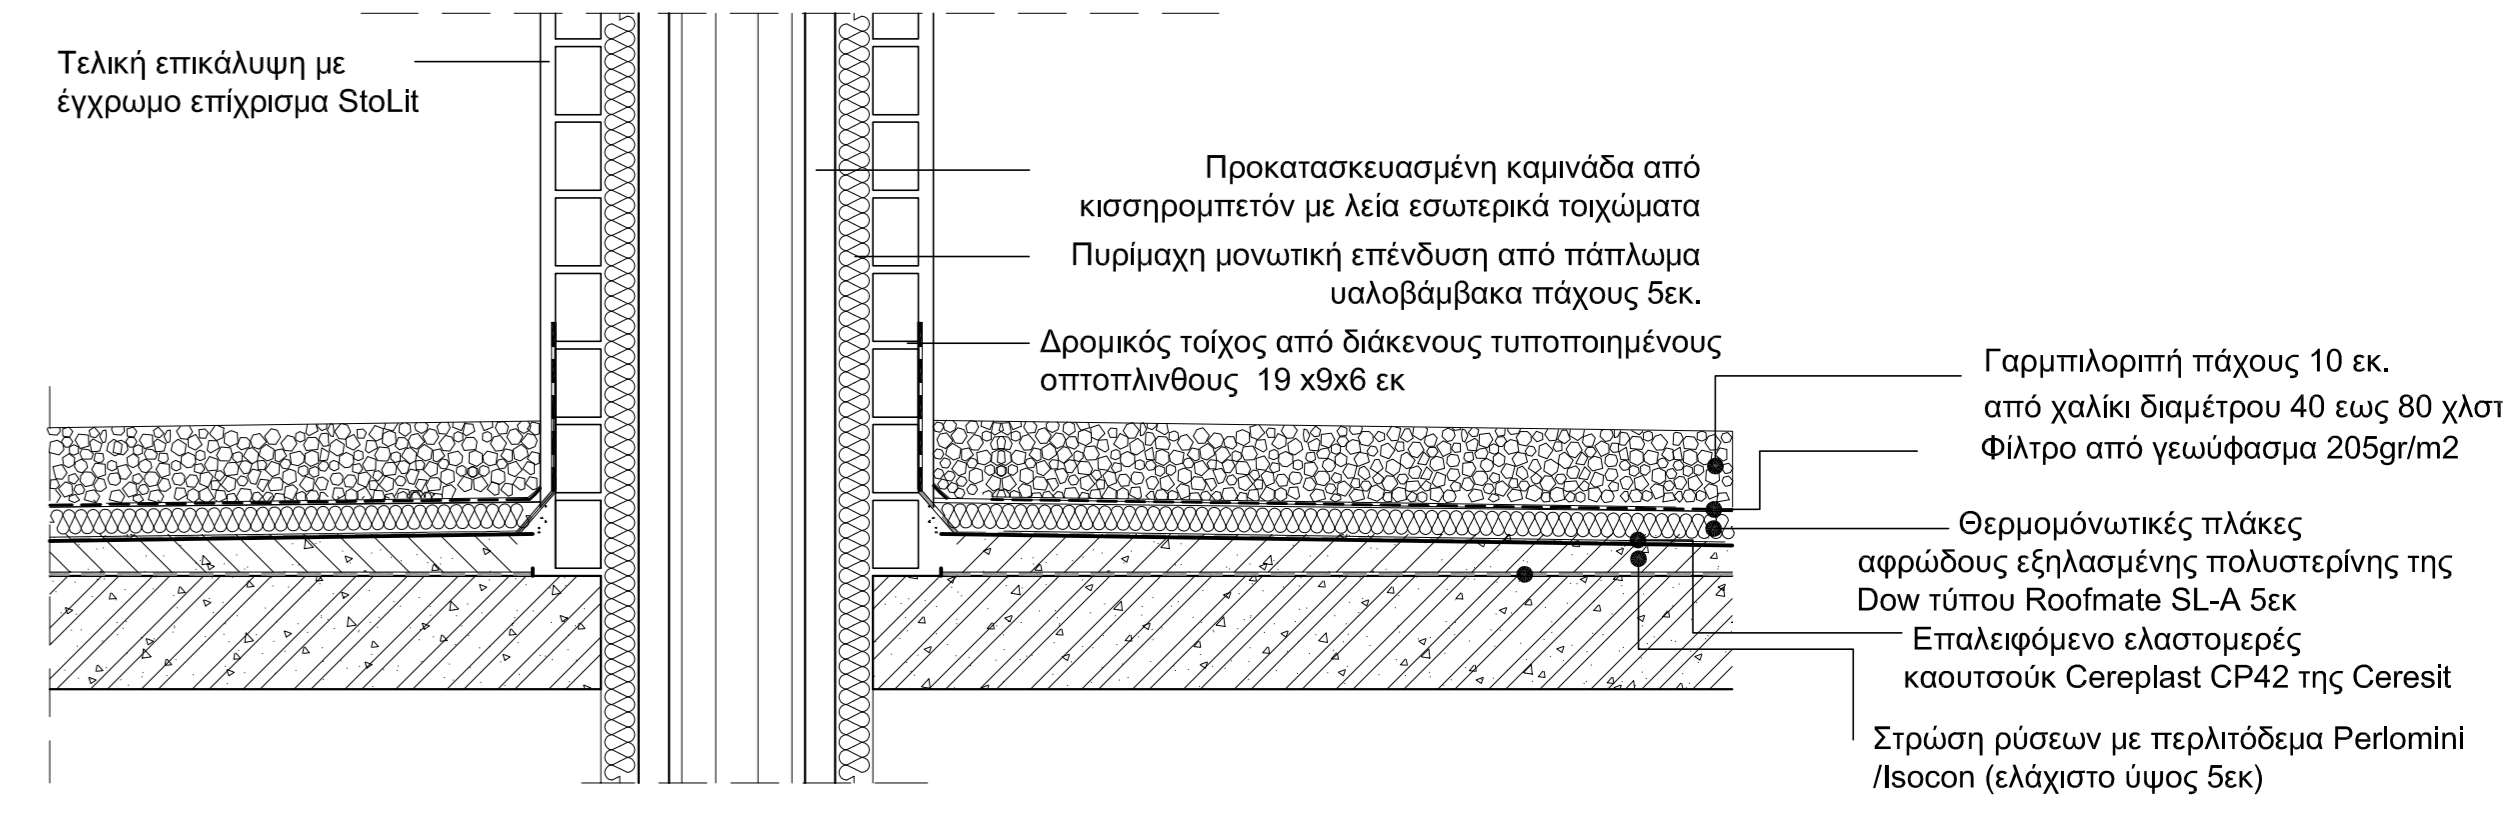 Τελική επικάλυψη με
έγχρωμο επίχρισμα StoLit
Προκατασκευασμένη καμινάδα από
κισσηρομπετόν με λεία εσωτερικά τοιχώματα
Πυρίμαχη μονωτική επένδυση από πάπλωμα
υαλοβάμβακα πάχους 5εκ.
Δρομικός τοίχος από διάκενους τυποποιημένους
οπτοπλινθους 19 x9x6 εκ
Γαρμπιλοριπή πάχους 10 εκ.
από χαλίκι διαμέτρου 40 εως 80 χλστ
Φίλτρο από γεωύφασμα 205gr/m2
Θερμομόνωτικές πλάκες
αφρώδους εξηλασμένης πολυστερίνης της
Dow τύπου Roofmate SL-A 5εκ
Επαλειφόμενο ελαστομερές
καουτσούκ Cereplast CP42 της Ceresit
Στρώση ρύσεων με περλιτόδεμα Perlomini
/Isocon (ελάχιστο ύψος 5εκ)